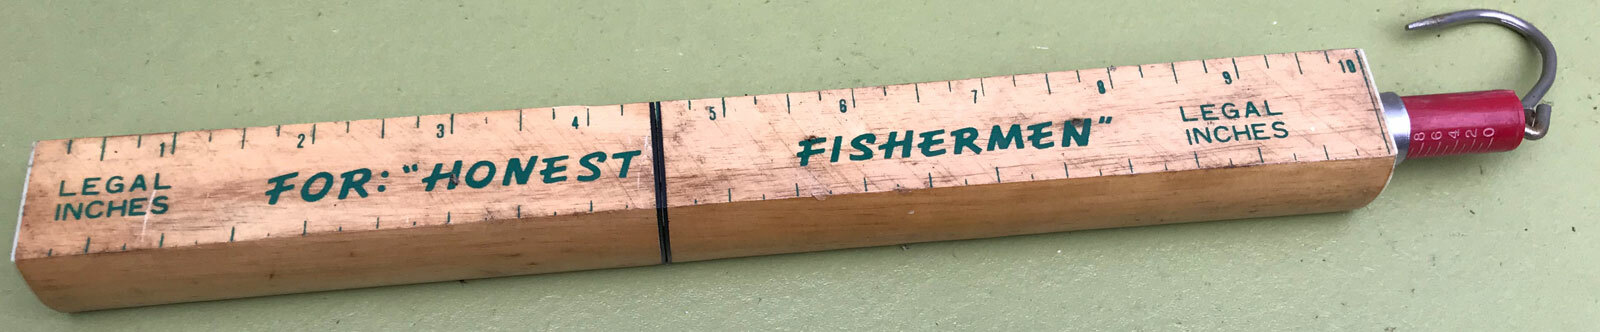 1 2 3 4 5 6 7 8 9 10
LEGAL
INCHES
FOR: "HONEST FISHERMEN"
LEGAL
INCHES
8 6 4 2 0